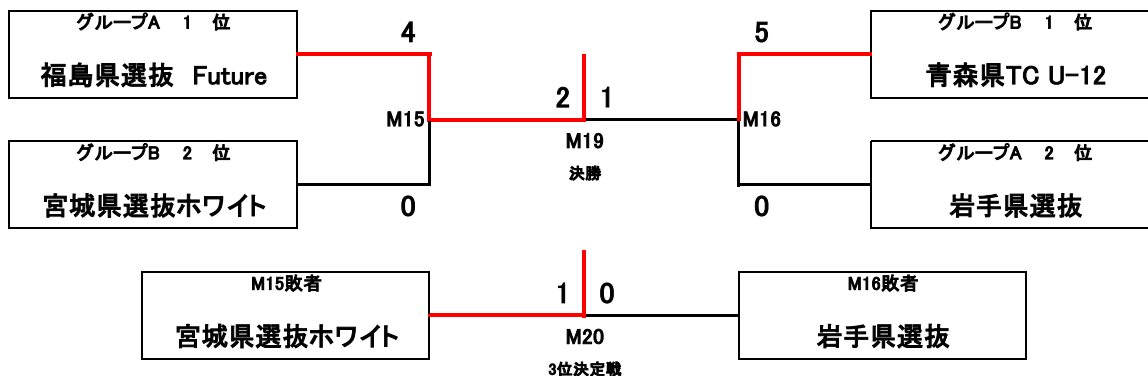 グループA 1 位
福島県選抜 Future
4
5
グループB 1 位
青森県TC U-12
M15
2
1
M16
M19
決勝
グループB 2 位
宮城県選抜ホワイト
0
0
グループA 2 位
岩手県選抜
M15敗者
宮城県選抜ホワイト
1
0
M16敗者
岩手県選抜
M20
3位決定戦